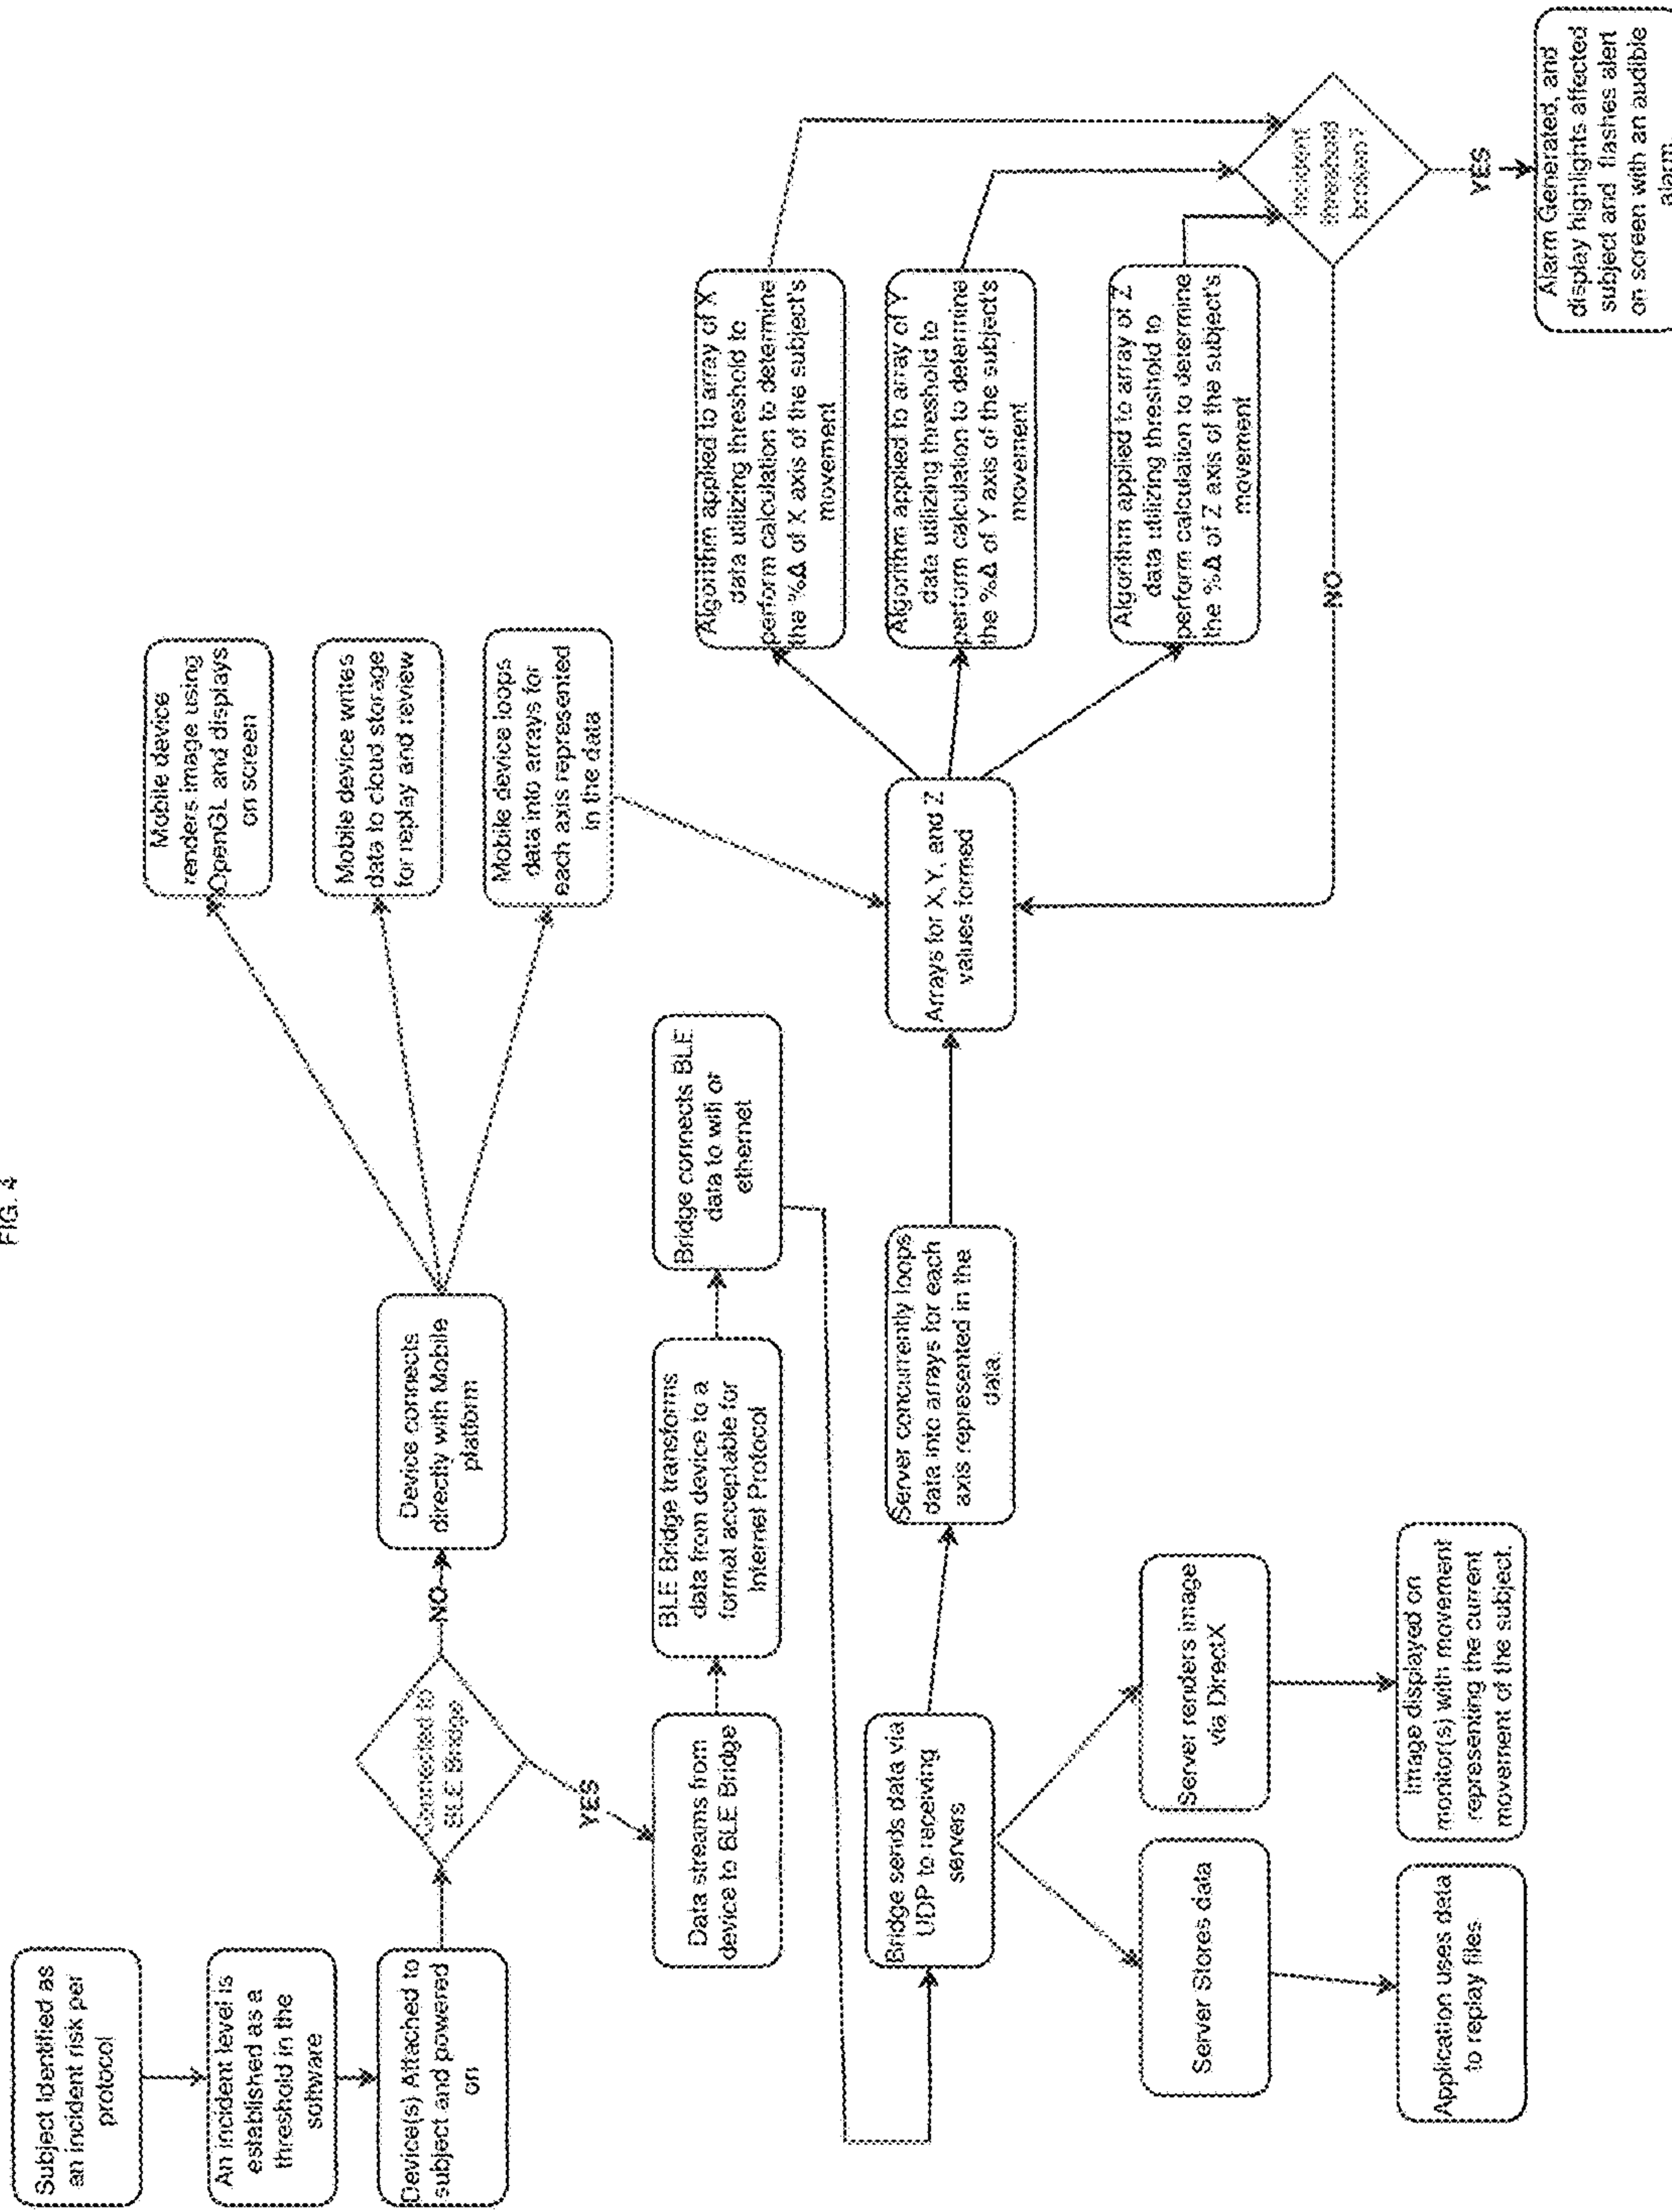 FIG. 4
Subject Identified as
an incident risk per
protocol
An incident level is
established as a
threshold in the
software
Device(s) Attached to
subject and powered
on
Connected to
BLE Bridge
NO
YES
Device connects
directly with Mobile
platform
Mobile device
renders image using
OpenGL and displays
on screen
Mobile device writes
data to cloud storage
for replay and review
Mobile device loops
data into arrays for
each axis represented
in the data
Data streams from
device to BLE Bridge
BLE Bridge transforms
data from device to a
format acceptable for
Internet Protocol
Bridge connects BLE
data to wifi or
ethernet
Bridge sends data via
UDP to receiving
servers
Server concurrently loops
data into arrays for each
axis represented in the
data.
Arrays for X,Y, and Z
values formed
Algorithm applied to array of X
data utilizing threshold to
perform calculation to determine
the %Δ of X axis of the subject's
movement
Algorithm applied to array of Y
data utilizing threshold to
perform calculation to determine
the %Δ of Y axis of the subject's
movement
Algorithm applied to array of Z
data utilizing threshold to
perform calculation to determine
the %Δ of Z axis of the subject's
movement
Incident
threshold
broken?
NO
YES
Alarm Generated, and
display highlights affected
subject and flashes alert
on screen with an audible
alarm
Server Stores data
Server renders image
via DirectX
Application uses data
to replay files
Image displayed on
monitor(s) with movement
representing the current
movement of the subject.